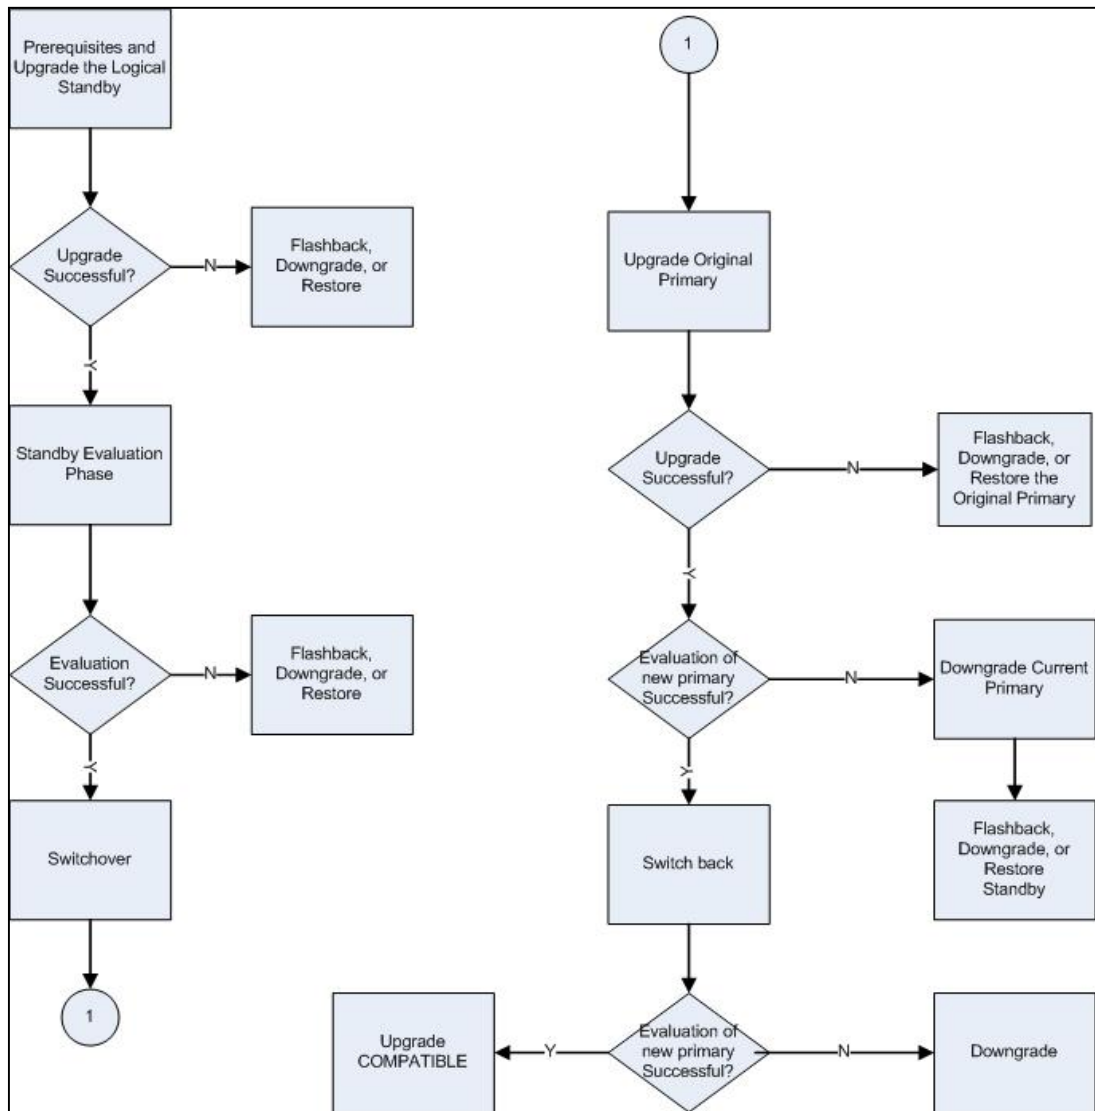 Prerequisites and
Upgrade the Logical
Standby
Upgrade
Successful?
N
Flashback,
Downgrade, or
Restore
Y
Standby Evaluation
Phase
Evaluation
Successful?
N
Flashback,
Downgrade, or
Restore
Y
Switchover
1
1
Upgrade Original
Primary
Upgrade
Successful?
N
Flashback,
Downgrade, or
Restore the
Original Primary
Y
Evaluation of
new primary
Successful?
N
Downgrade Current
Primary
Flashback,
Downgrade, or
Restore
Standby
Y
Switch back
Evaluation of
new primary
Successful?
Y
Upgrade
COMPATIBLE
N
Downgrade